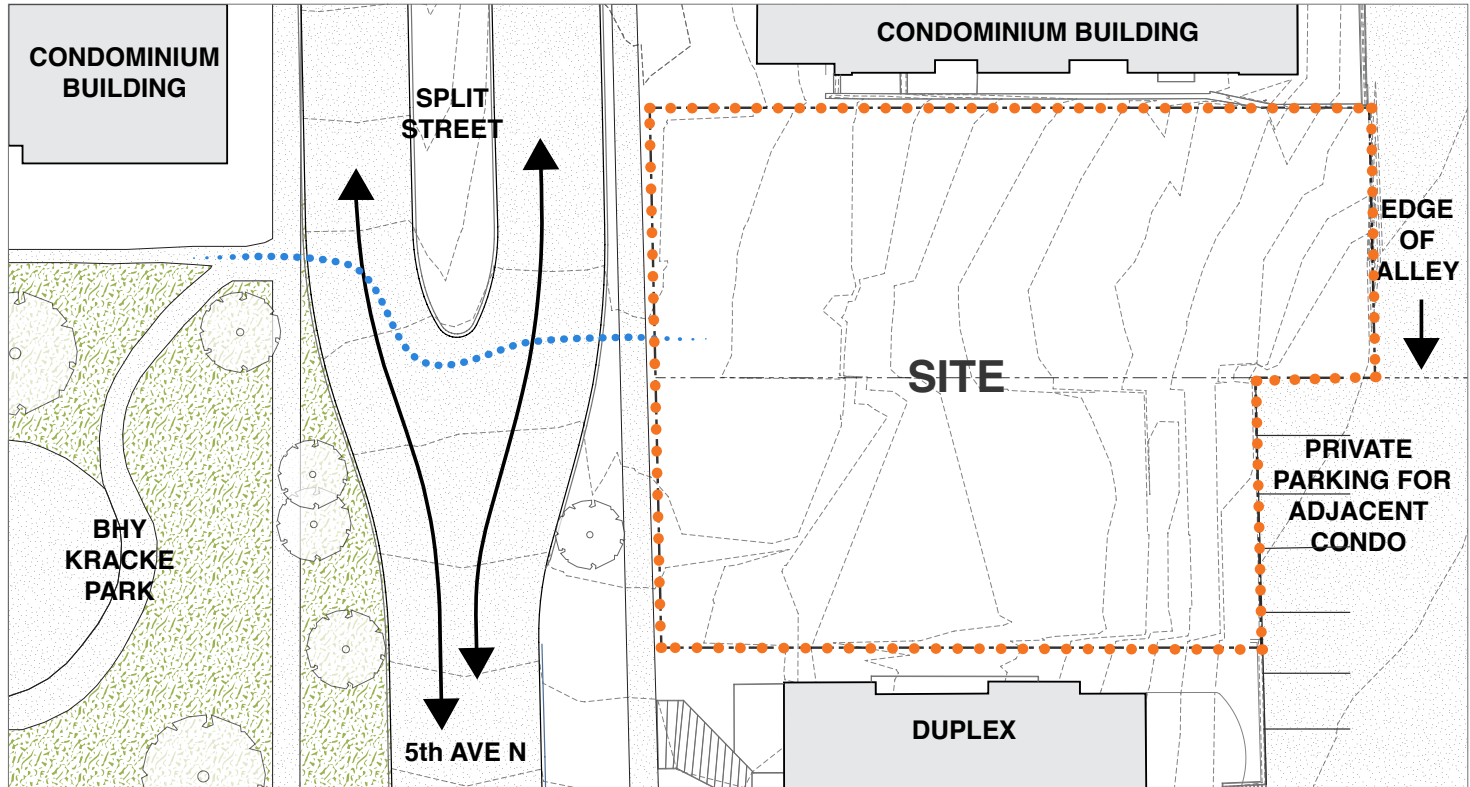 CONDOMINIUM
BUILDING
SPLIT
STREET
CONDOMINIUM BUILDING
EDGE
OF
ALLEY
SITE
PRIVATE
PARKING FOR
ADJACENT
CONDO
BHY
KRACKE
PARK
5th AVE N
DUPLEX